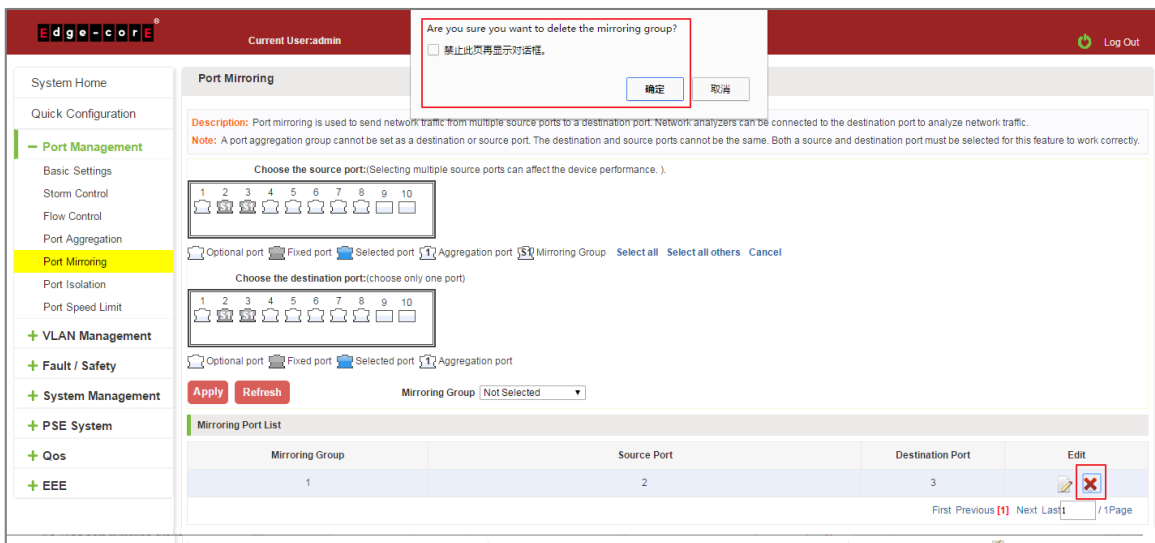 Edge-corE®
Current User:admin
Are you sure you want to delete the mirroring group?
禁止此页再显示对话框。
确定 取消
Log Out
System Home
Quick Configuration
Port Management
Basic Settings
Storm Control
Flow Control
Port Aggregation
Port Mirroring
Port Isolation
Port Speed Limit
VLAN Management
Fault / Safety
System Management
PSE System
Qos
EEE
Port Mirroring
Description: Port mirroring is used to send network traffic from multiple source ports to a destination port. Network analyzers can be connected to the destination port to analyze network traffic.
Note: A port aggregation group cannot be set as a destination or source port. The destination and source ports cannot be the same. Both a source and destination port must be selected for this feature to work correctly.
Choose the source port:(Selecting multiple source ports can affect the device performance. ).
1 2 3 4 5 6 7 8 9 10
S1 S1
Optional port Fixed port Selected port 1 Aggregation port S1 Mirroring Group Select all Select all others Cancel
Choose the destination port:(choose only one port)
1 2 3 4 5 6 7 8 9 10
S1 S1
Optional port Fixed port Selected port 1 Aggregation port
Apply Refresh Mirroring Group Not Selected
Mirroring Port List
Mirroring Group Source Port Destination Port Edit
1 2 3
First Previous [1] Next Last 1 / 1Page